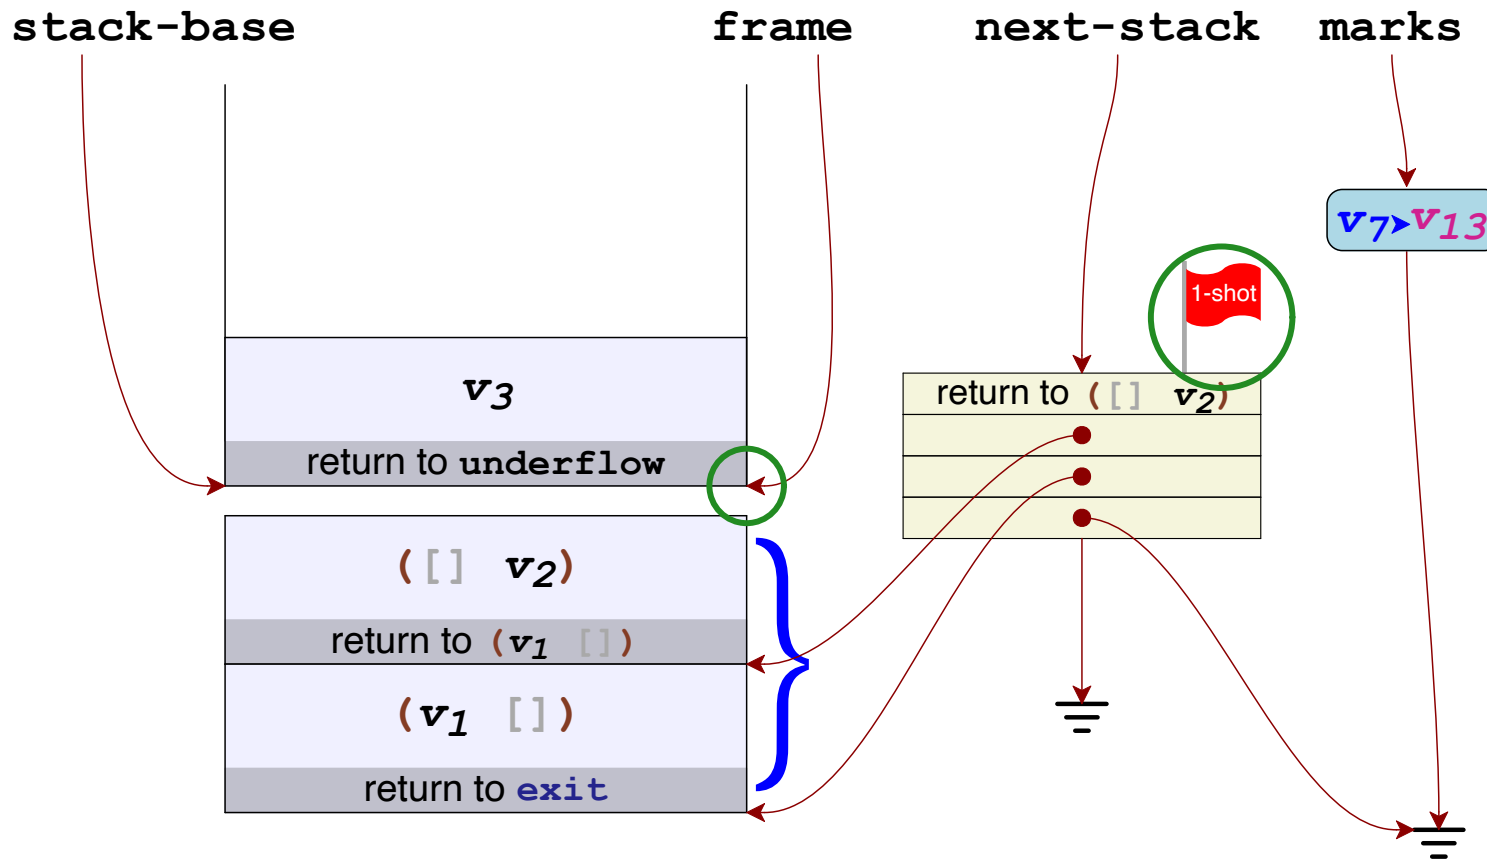 stack-base frame next-stack marks
v7➤v13
1-shot
v3
return to ([] v2)
return to underflow
([] v2)
return to (v1 [])
(v1 [])
return to exit